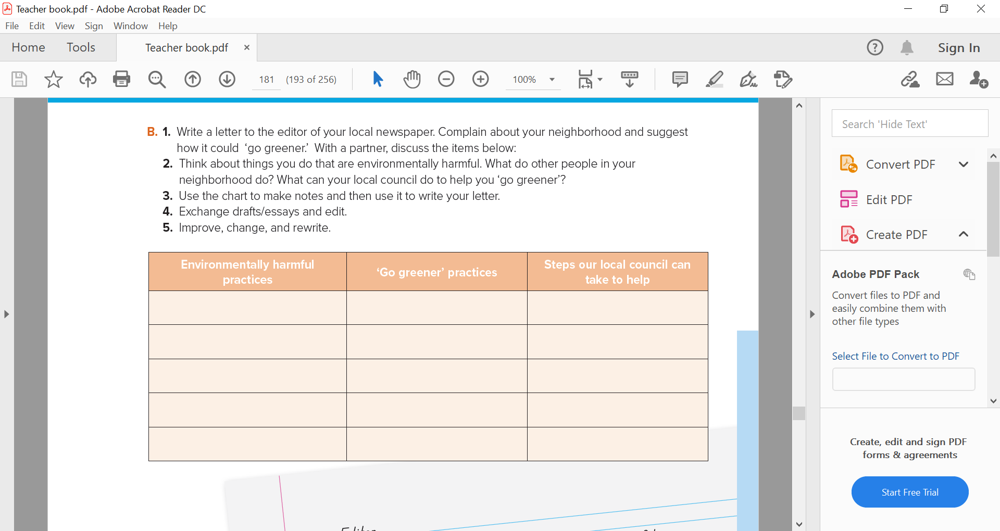 Teacher book.pdf - Adobe Acrobat Reader DC
File Edit View Sign Window Help
Home Tools Teacher book.pdf × Sign In
181 (193 of 256) 100%
B. 1. Write a letter to the editor of your local newspaper. Complain about your neighborhood and suggest
how it could ‘go greener.’ With a partner, discuss the items below:
2. Think about things you do that are environmentally harmful. What do other people in your
neighborhood do? What can your local council do to help you ‘go greener’?
3. Use the chart to make notes and then use it to write your letter.
4. Exchange drafts/essays and edit.
5. Improve, change, and rewrite.
Environmentally harmful
practices
‘Go greener’ practices
Steps our local council can
take to help
Search 'Hide Text'
Convert PDF
Edit PDF
Create PDF
Adobe PDF Pack
Convert files to PDF and
easily combine them with
other file types
Select File to Convert to PDF
Create, edit and sign PDF
forms & agreements
Start Free Trial
Editor